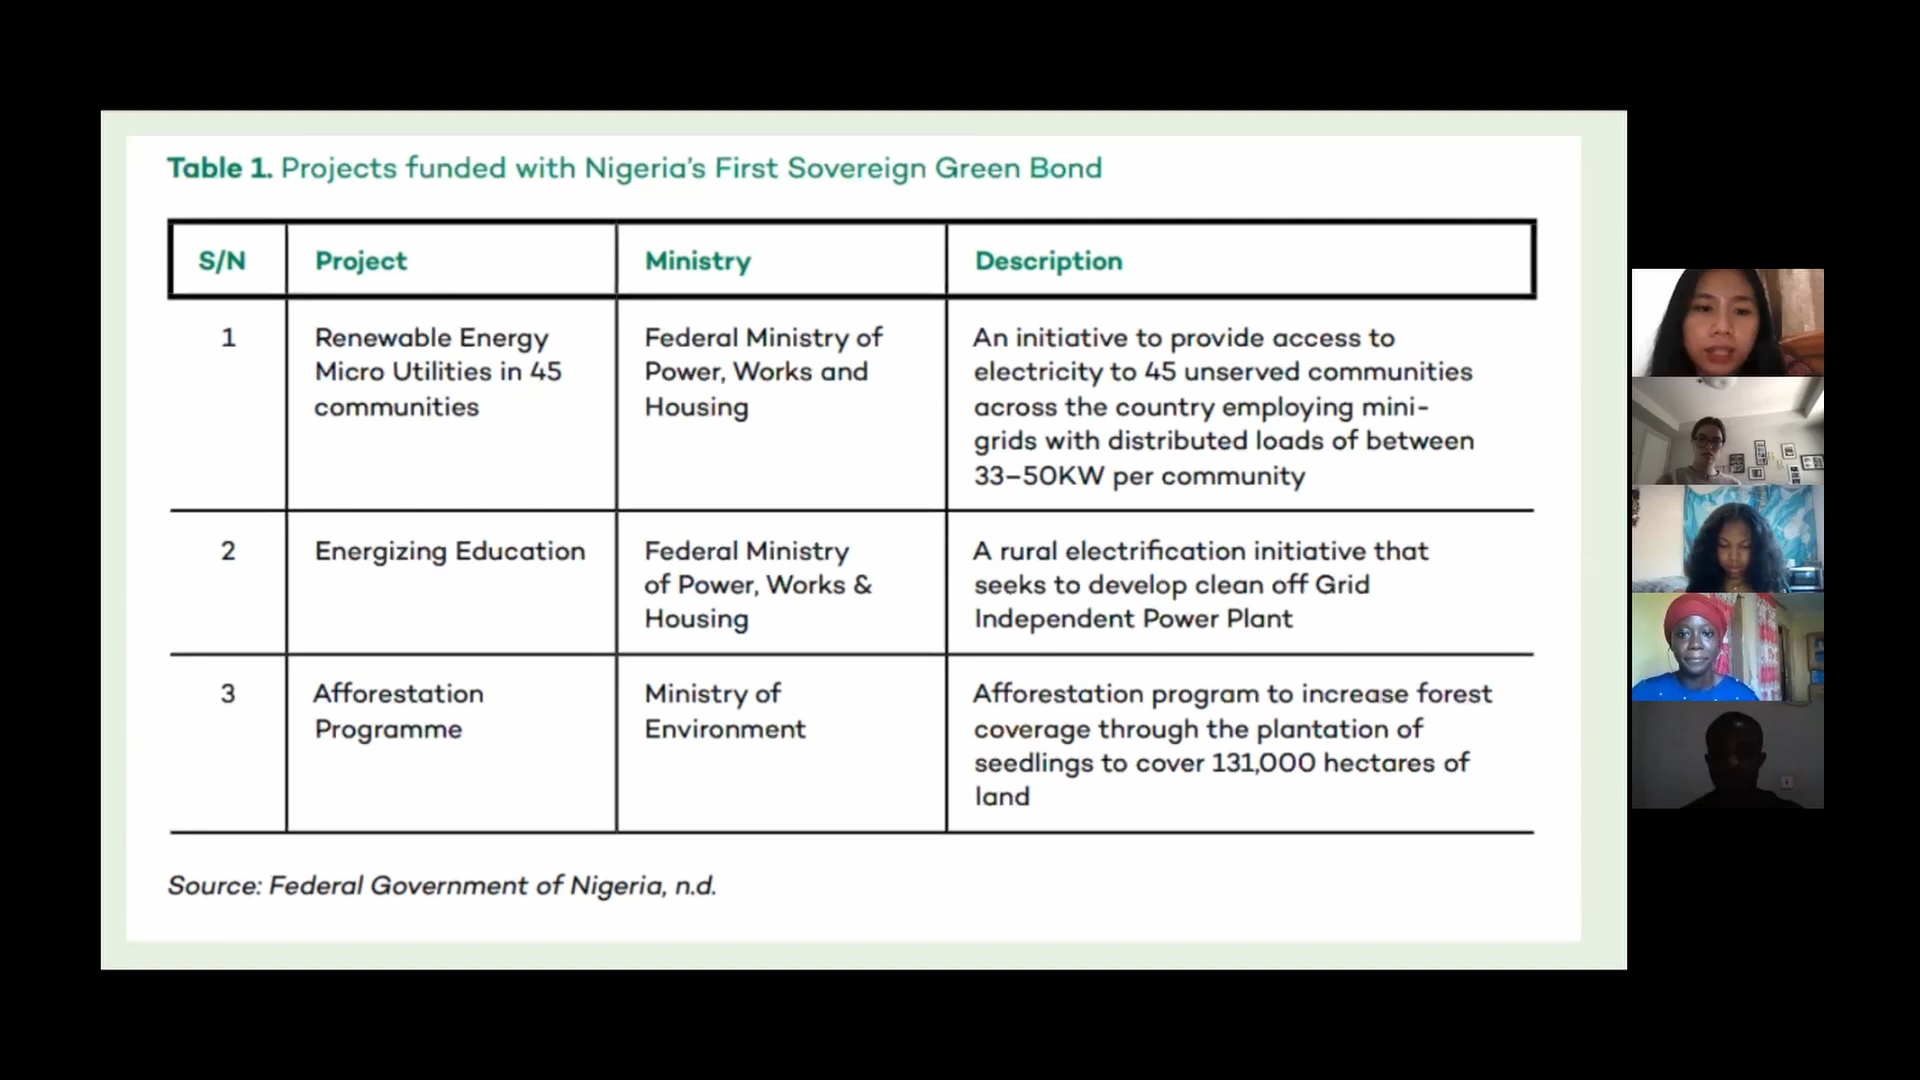 Table 1. Projects funded with Nigeria's First Sovereign Green Bond
S/N Project Ministry Description
1
Renewable Energy
Micro Utilities in 45
communities
Federal Ministry of
Power, Works and
Housing
An initiative to provide access to
electricity to 45 unserved communities
across the country employing mini-
grids with distributed loads of between
33–50KW per community
2
Energizing Education
Federal Ministry
of Power, Works &
Housing
A rural electrification initiative that
seeks to develop clean off Grid
Independent Power Plant
3
Afforestation
Programme
Ministry of
Environment
Afforestation program to increase forest
coverage through the plantation of
seedlings to cover 131,000 hectares of
land
Source: Federal Government of Nigeria, n.d.